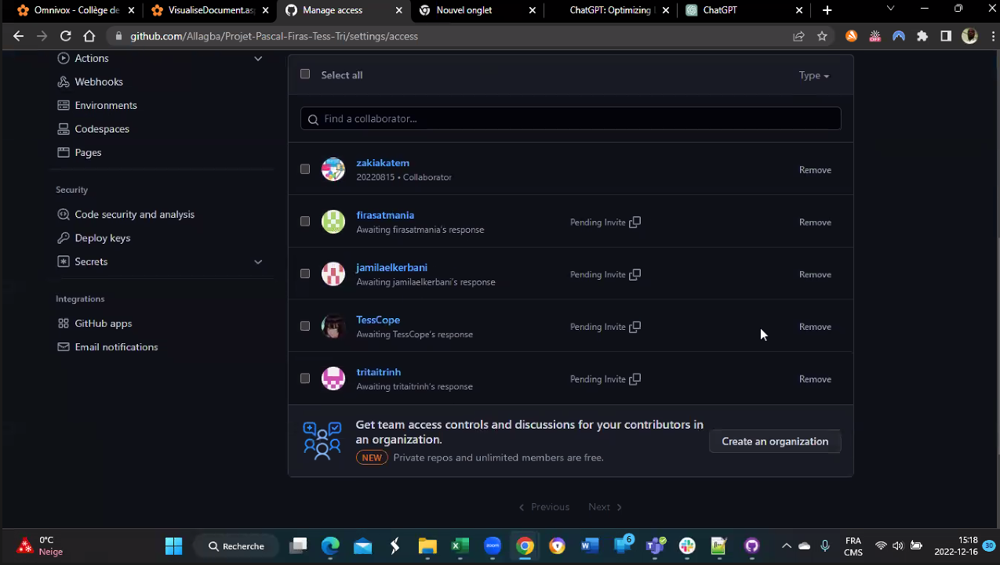 Omnivox - Collège de
VisualiseDocument.as
Manage access
Nouvel onglet
ChatGPT: Optimizing
ChatGPT
github.com/Allagba/Projet-Pascal-Firas-Tess-Tri/settings/access
OFF
Actions
Webhooks
Environments
Codespaces
Pages
Security
Code security and analysis
Deploy keys
Secrets
Integrations
GitHub apps
Email notifications
Select all
Type
Find a collaborator...
zakiakatem
20220815 • Collaborator
Remove
firasatmania
Awaiting firasatmania's response
Pending Invite
Remove
jamilaelkerbani
Awaiting jamilaelkerbani's response
Pending Invite
Remove
TessCope
Awaiting TessCope's response
Pending Invite
Remove
tritaitrinh
Awaiting tritaitrinh's response
Pending Invite
Remove
Get team access controls and discussions for your contributors in
an organization.
NEW Private repos and unlimited members are free.
Create an organization
Previous Next
0°C
Neige
Recherche
zoom
6
FRA
CMS
15:18
2022-12-16
30